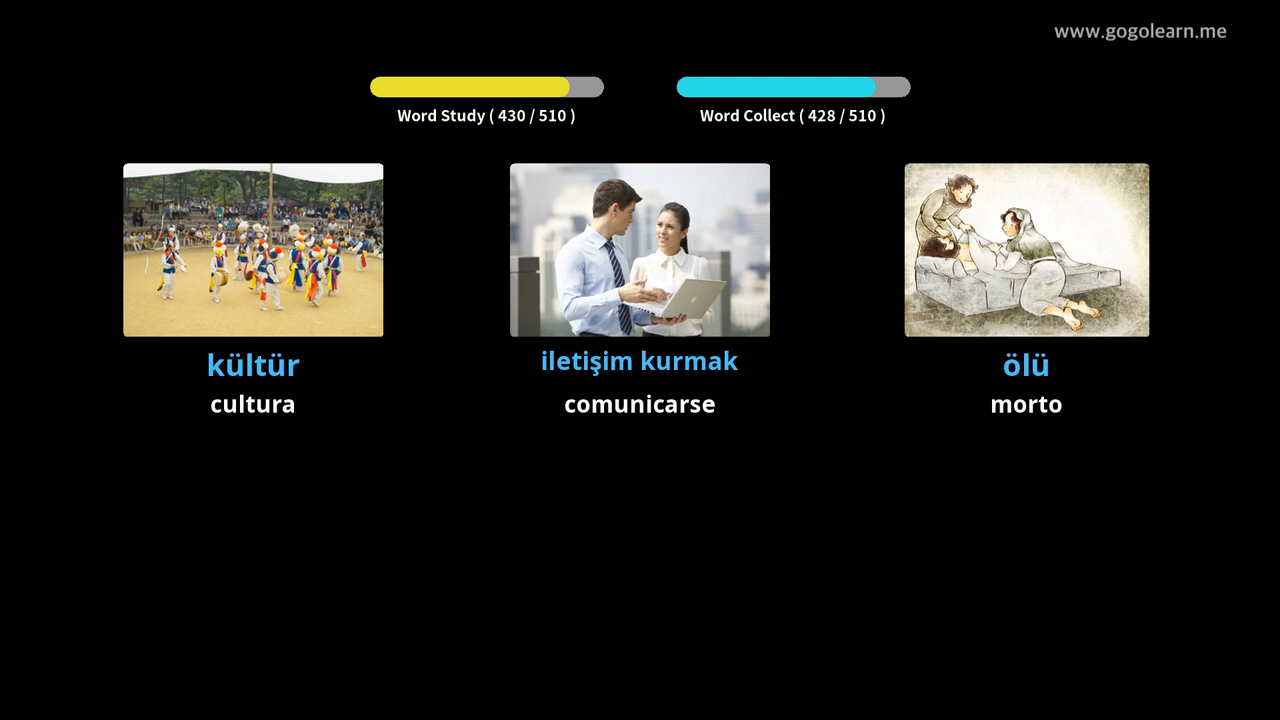 www.gogolearn.me
Word Study ( 430 / 510 )
Word Collect ( 428 / 510 )
kültür
iletişim kurmak
ölü
cultura
comunicarse
morto